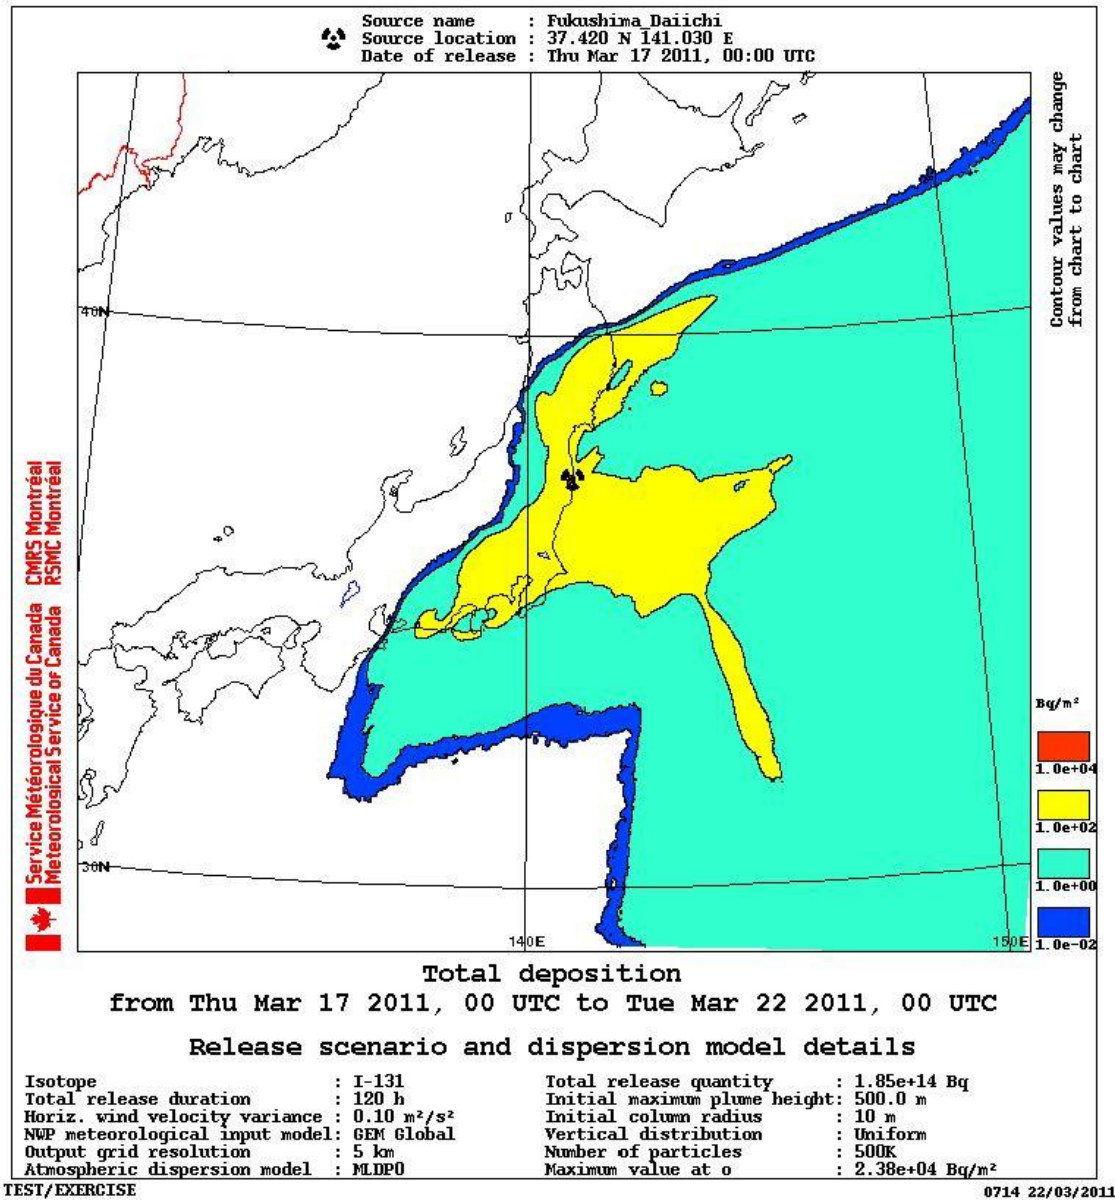 Source name : Fukushima_Daiichi
Source location : 37.420 N 141.030 E
Date of release : Thu Mar 17 2011, 00:00 UTC
Contour values may change
from chart to chart
40N
30N
140E
150E
Service Météorologique du Canada CMRS Montréal
Meteorological Service of Canada RSMC Montréal
Bq/m²
1.0e+04
1.0e+02
1.0e+00
1.0e-02
Total deposition
from Thu Mar 17 2011, 00 UTC to Tue Mar 22 2011, 00 UTC
Release scenario and dispersion model details
Isotope : I-131
Total release duration : 120 h
Horiz. wind velocity variance : 0.10 m²/s²
NWP meteorological input model: GEM Global
Output grid resolution : 5 km
Atmospheric dispersion model : MLDP0
Total release quantity : 1.85e+14 Bq
Initial maximum plume height: 500.0 m
Initial column radius : 10 m
Vertical distribution : Uniform
Number of particles : 500K
Maximum value at o : 2.38e+04 Bq/m²
TEST/EXERCISE
0714 22/03/2011